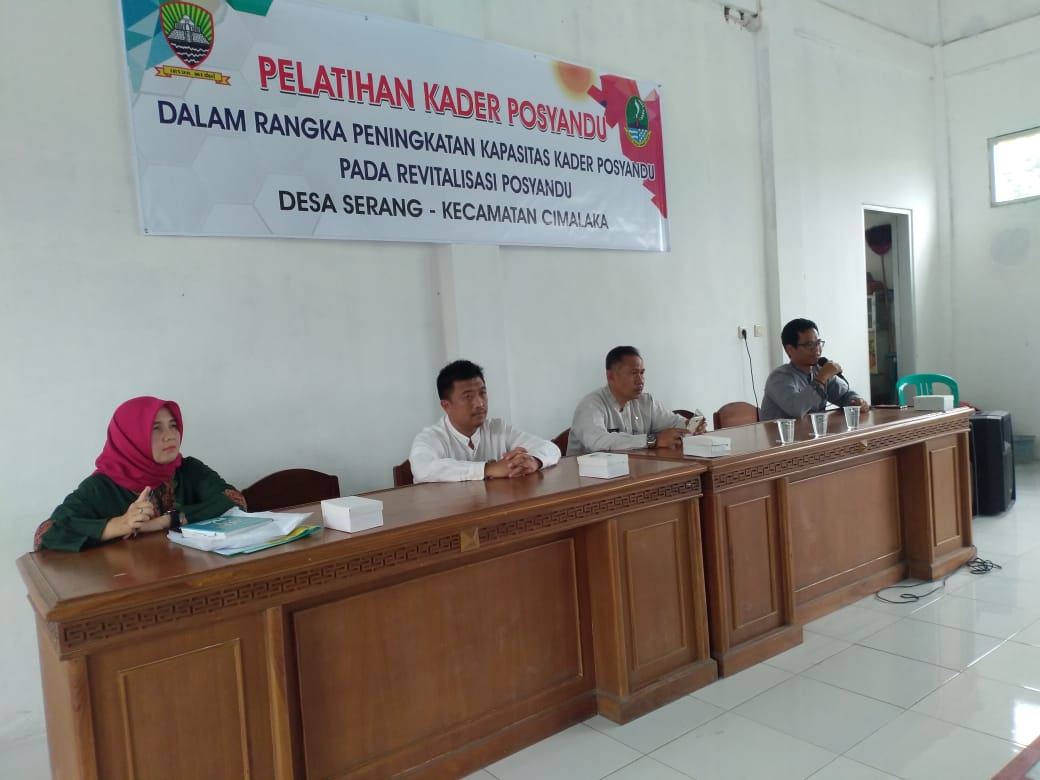 PELATIHAN KADER POSYANDU
DALAM RANGKA PENINGKATAN KAPASITAS KADER POSYANDU
PADA REVITALISASI POSYANDU
DESA SERANG - KECAMATAN CIMALAKA